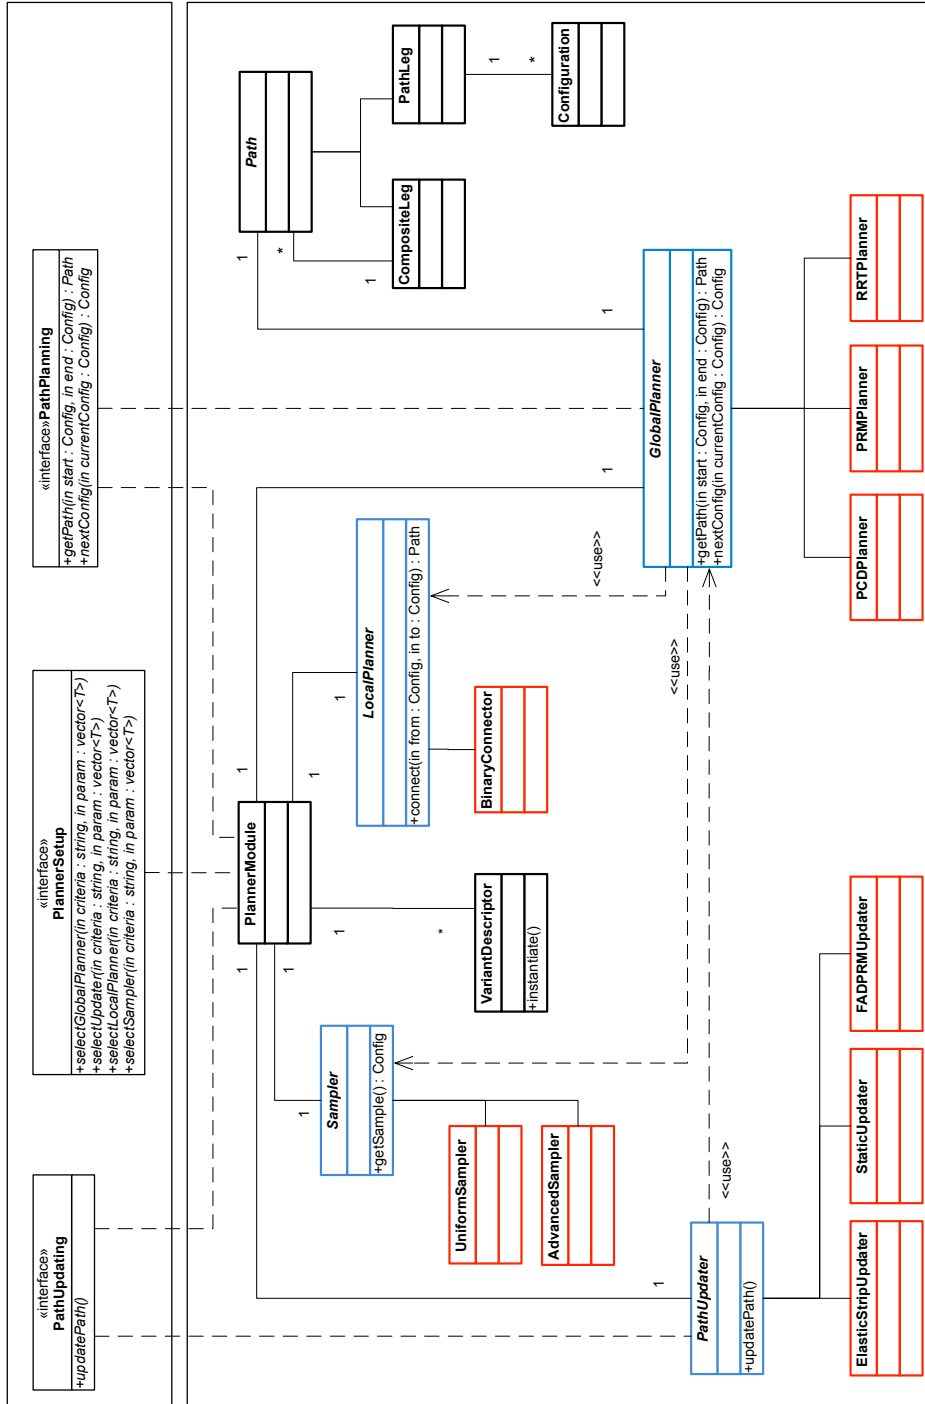 «interface»
PathUpdating
+updatePath()
«interface»
PlannerSetup
+selectGlobalPlanner(in criteria : string, in param : vector<T>)
+selectUpdater(in criteria : string, in param : vector<T>)
+selectLocalPlanner(in criteria : string, in param : vector<T>)
+selectSampler(in criteria : string, in param : vector<T>)
«interface»PathPlanning
+getPath(in start : Config, in end : Config) : Path
+nextConfig(in currentConfig : Config) : Config
PlannerModule
1
1
1
1
1
Path
1
*
1
CompositeLeg
PathLeg
1
*
Configuration
Sampler
+getSample() : Config
1
UniformSampler
AdvancedSampler
VariantDescriptor
+instantiate()
*
LocalPlanner
+connect(in from : Config, in to : Config) : Path
1
BinaryConnector
PathUpdater
+updatePath()
1
<<use>>
<<use>>
<<use>>
GlobalPlanner
+getPath(in start : Config, in end : Config) : Path
+nextConfig(in currentConfig : Config) : Config
1
1
ElasticStripUpdater
StaticUpdater
FADPRMUpdater
PCDPlanner
PRMPlanner
RRTPlanner